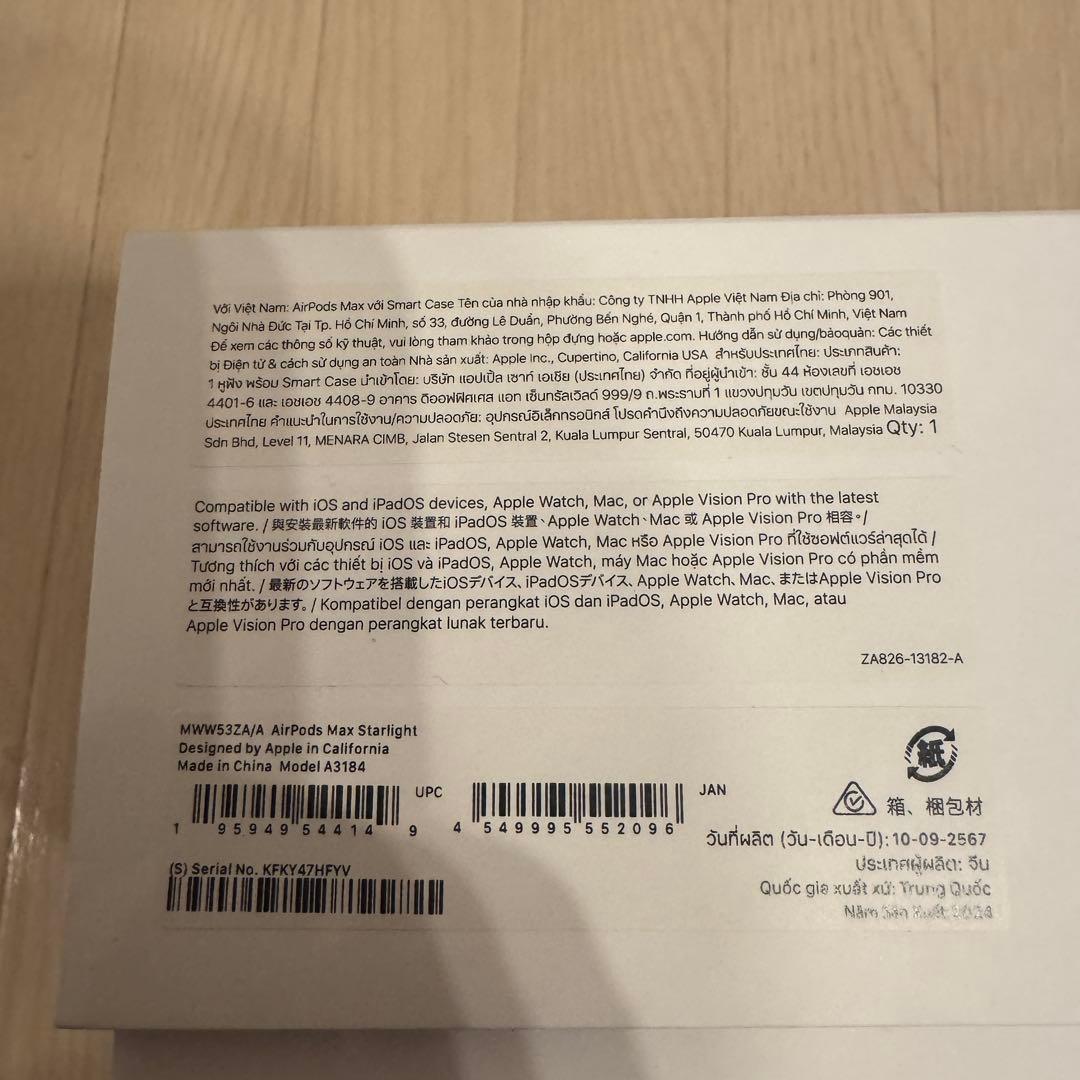 Với Việt Nam: AirPods Max với Smart Case Tên của nhà nhập khẩu: Công ty TNHH Apple Việt Nam Địa chỉ: Phòng 901,
Ngôi Nhà Đức Tại Tp. Hồ Chí Minh, số 33, đường Lê Duẩn, Phường Bến Nghé, Quận 1, Thành phố Hồ Chí Minh, Việt Nam
Để xem các thông số kỹ thuật, vui lòng tham khảo trong hộp đựng hoặc apple.com. Hướng dẫn sử dụng/bảoquản: Các thiết
bị Điện tử & cách sử dụng an toàn Nhà sản xuất: Apple Inc., Cupertino, California USA สำหรับประเทศไทย: ประเภทสินค้า:
1 หูฟัง พร้อม Smart Case นำเข้าโดย: บริษัท แอปเปิ้ล เซาท์ เอเชีย (ประเทศไทย) จำกัด ที่อยู่ผู้นำเข้า: ชั้น 44 ห้องเลขที่ เอชเอช
4401-6 และ เอชเอช 4408-9 อาคาร ดิออฟฟิศเศส แอท เซ็นทรัลเวิลด์ 999/9 ถ.พระรามที่ 1 แขวงปทุมวัน เขตปทุมวัน กทม. 10330
ประเทศไทย คำแนะนำในการใช้งาน/ความปลอดภัย: อุปกรณ์อิเล็กทรอนิกส์ โปรดคำนึงถึงความปลอดภัยขณะใช้งาน Apple Malaysia
Sdn Bhd, Level 11, MENARA CIMB, Jalan Stesen Sentral 2, Kuala Lumpur Sentral, 50470 Kuala Lumpur, Malaysia Qty: 1
Compatible with iOS and iPadOS devices, Apple Watch, Mac, or Apple Vision Pro with the latest
software. / 與安裝最新軟件的 iOS 裝置和 iPadOS 裝置、Apple Watch、Mac 或 Apple Vision Pro 相容。/
สามารถใช้งานร่วมกับอุปกรณ์ iOS และ iPadOS, Apple Watch, Mac หรือ Apple Vision Pro ที่ใช้ซอฟต์แวร์ล่าสุดได้ /
Tương thích với các thiết bị iOS và iPadOS, Apple Watch, máy Mac hoặc Apple Vision Pro có phần mềm
mới nhất. / 最新のソフトウェアを搭載したiOSデバイス、iPadOSデバイス、Apple Watch、Mac、またはApple Vision Pro
と互換性があります。/ Kompatibel dengan perangkat iOS dan iPadOS, Apple Watch, Mac, atau
Apple Vision Pro dengan perangkat lunak terbaru.
ZA826-13182-A
MWW53ZA/A AirPods Max Starlight
Designed by Apple in California
Made in China Model A3184
UPC
1 95949 54414 9
JAN
4 549995 552096
(S) Serial No. KFKY47HFYV
紙
箱、梱包材
วันที่ผลิต (วัน-เดือน-ปี): 10-09-2567
ประเทศผู้ผลิต: จีน
Quốc gia xuất xứ: Trung Quốc
Năm Sản Xuất: 2024